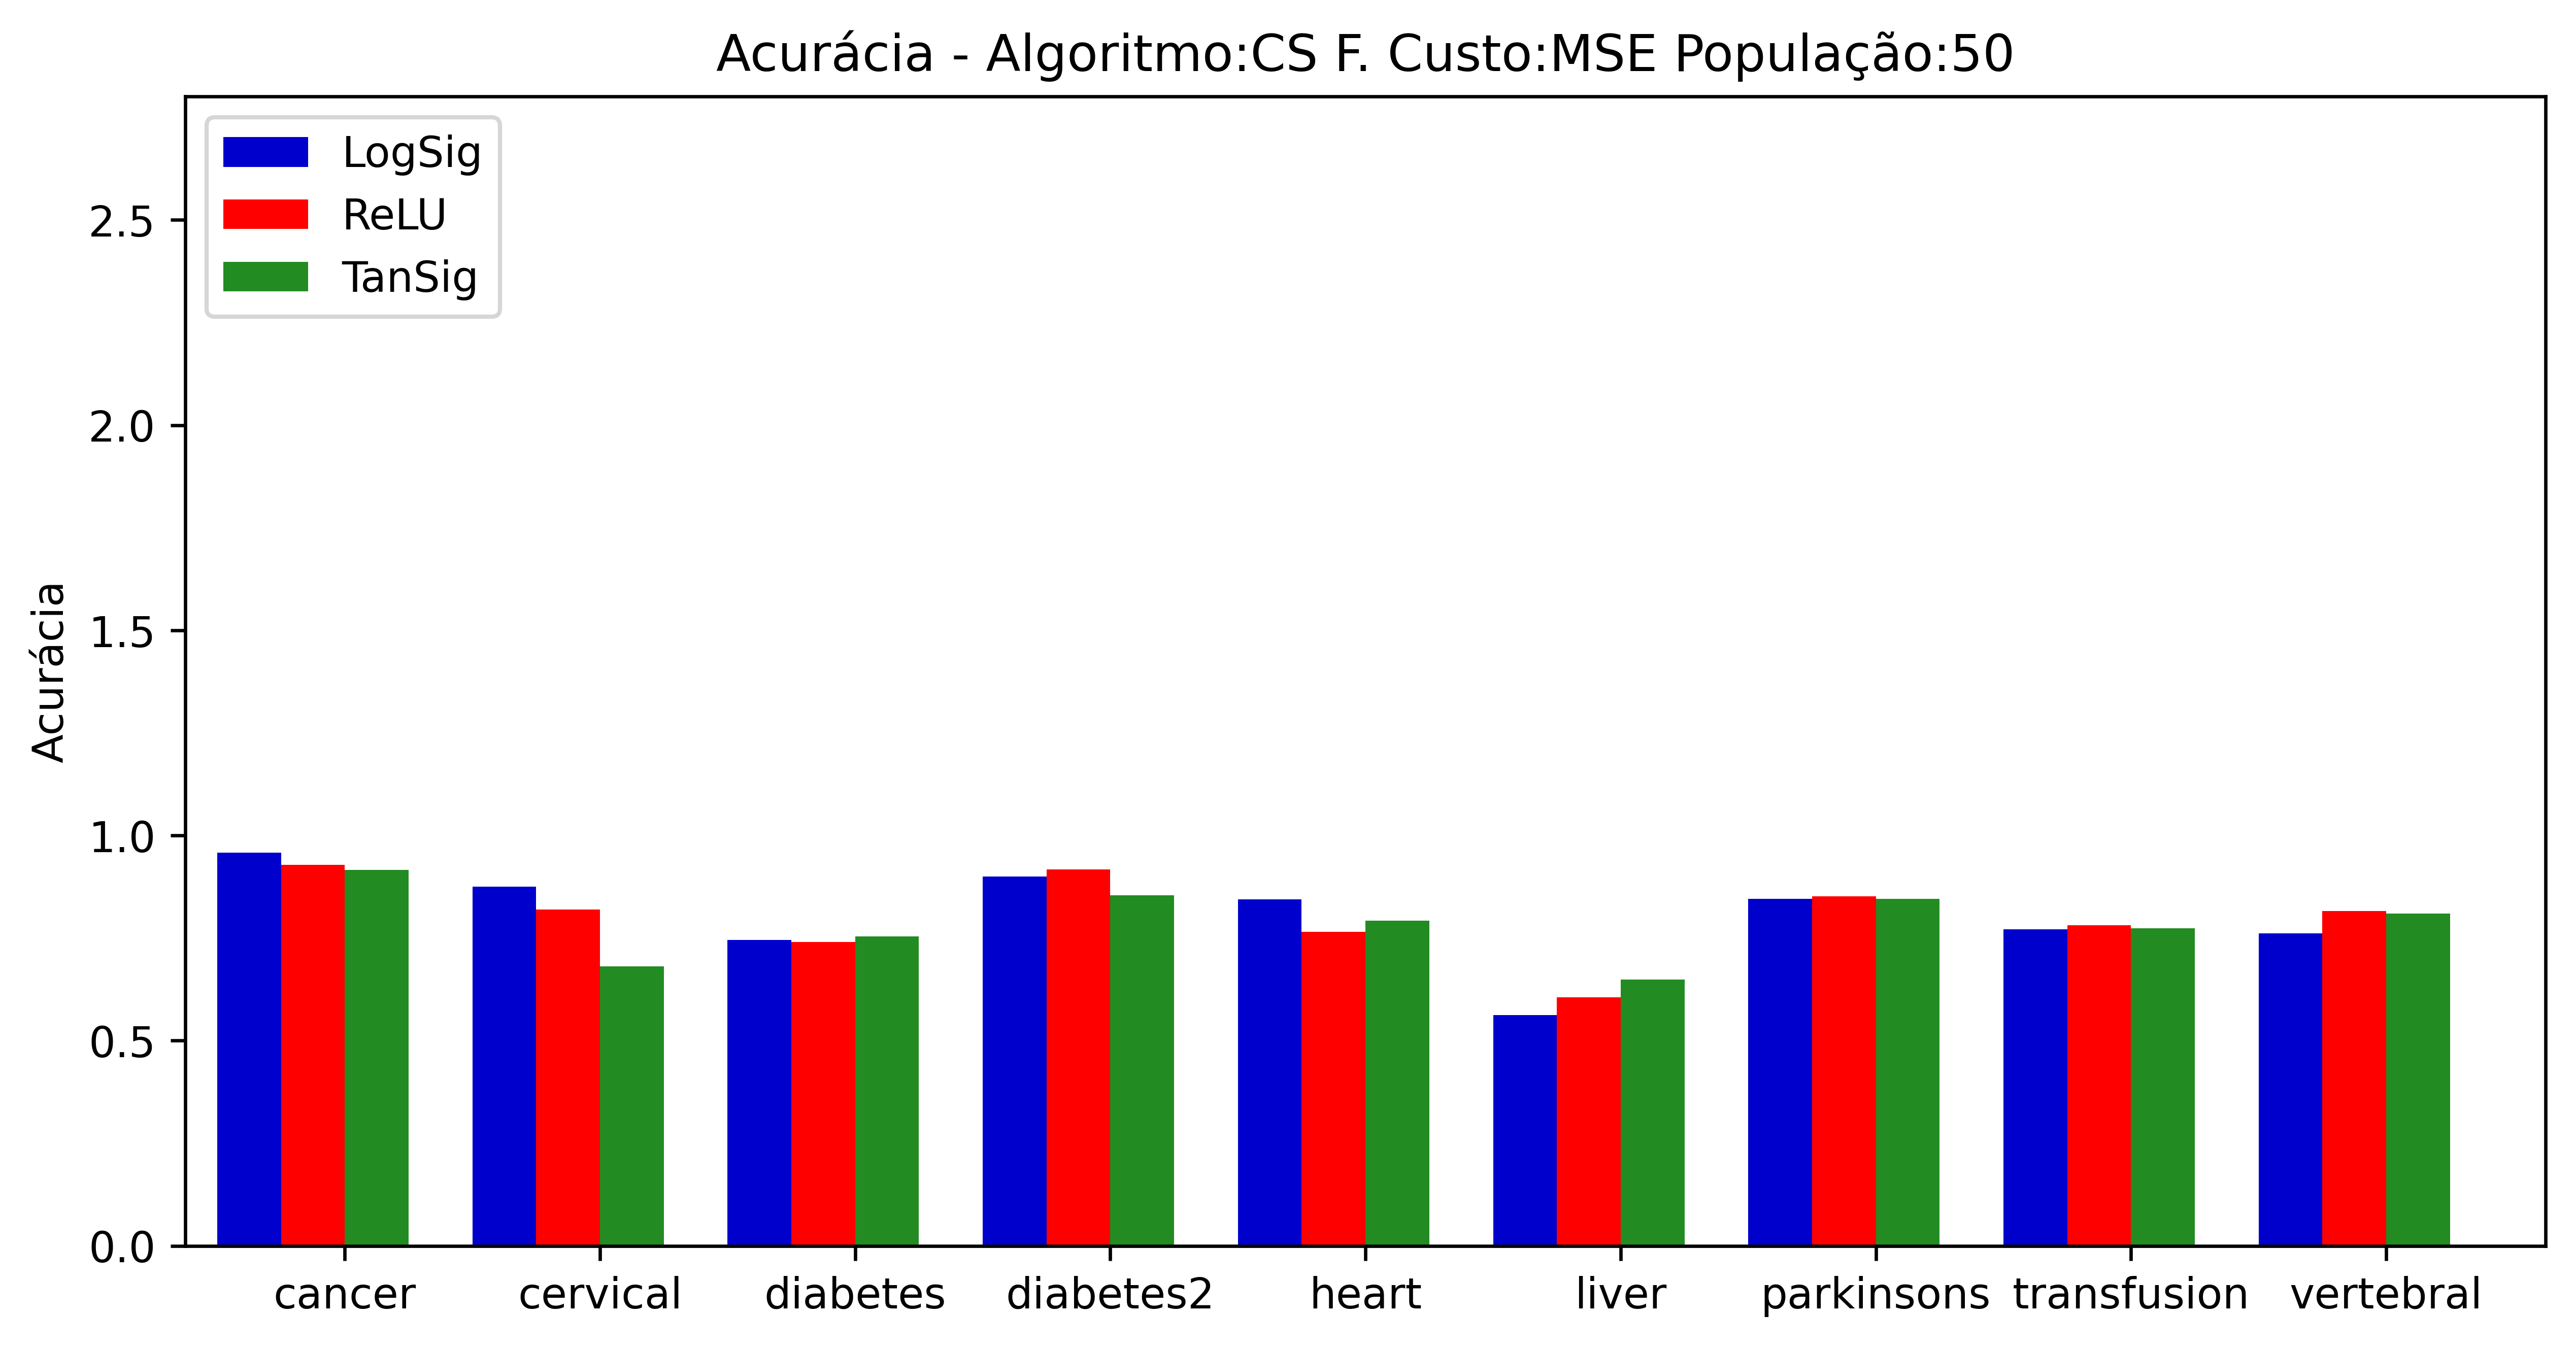 Acurácia - Algoritmo:CS F. Custo:MSE População:50
LogSig
ReLU
TanSig
2.5
2.0
1.5
1.0
0.5
0.0
Acurácia
cancer cervical diabetes diabetes2 heart liver parkinsons transfusion vertebral